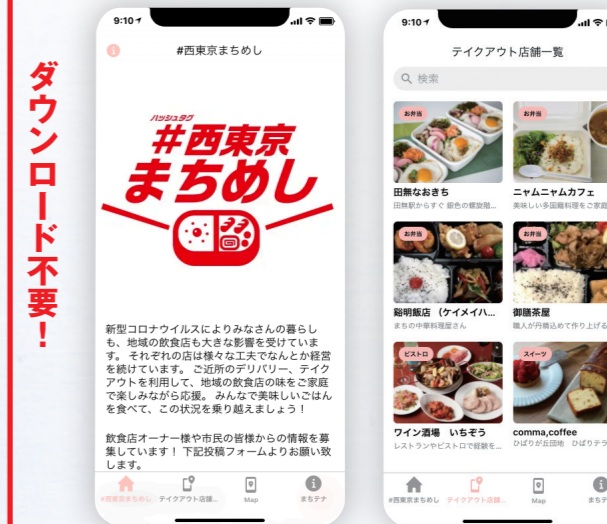 ダウンロード不要！
9:10
#西東京まちめし
ハッシュタグ
#西東京
まちめし
新型コロナウイルスによりみなさんの暮らし
も、地域の飲食店も大きな影響を受けていま
す。 それぞれの店は様々な工夫でなんとか経営
を続けています。 ご近所のデリバリー、テイク
アウトを利用して、地域の飲食店の味をご家庭
で楽しみながら応援。 みんなで美味しいごはん
を食べて、この状況を乗り越えましょう！
飲食店オーナー様や市民の皆様からの情報を募
集しています！ 下記投稿フォームよりお願い致
します。
#西東京まちめし
テイクアウト店舗...
Map
まちテナ
9:10
テイクアウト店舗一覧
検索
お弁当
お弁当
田無なおきち
ニャムニャムカフェ
田無駅からすぐ 銀色の螺旋階...
美味しい多国籍料理をご家庭
お弁当
お弁当
谿明飯店 （ケイメイハ...
御膳茶屋
まちの中華料理屋さん
職人が丹精込めて作り上げる
ビストロ
スイーツ
ワイン酒場　いちぞう
comma,coffee
レストランやビストロで経験を...
ひばりが丘団地　ひばりテラ
#西東京まちめし
テイクアウト店舗...
Map
まちテ